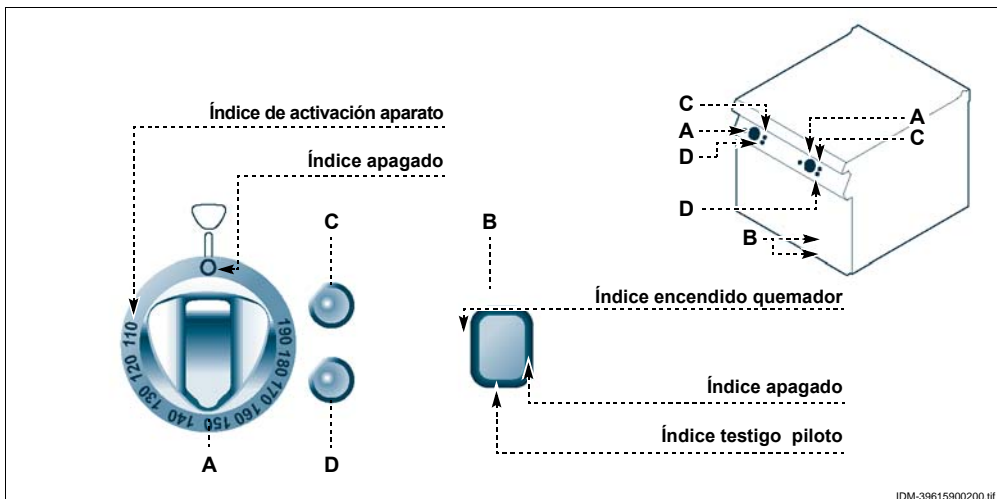 Índice de activación aparato
Índice apagado
C
A
D
A
C
D
B
C
B
110
120
130
140
150
160
170
180
190
A
D
Índice encendido quemador
Índice apagado
Índice testigo piloto
IDM-39615900200.tif